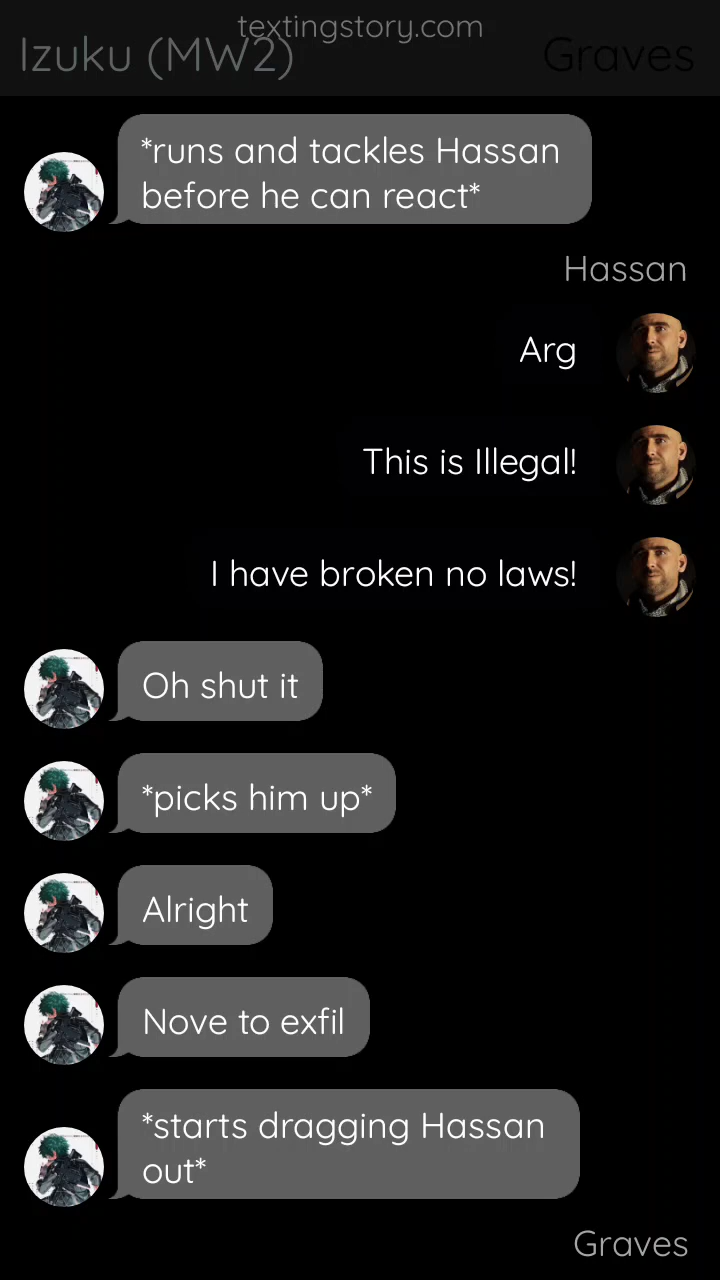 textingstory.com
Izuku (MW2)
Graves
*runs and tackles Hassan
before he can react*
Hassan
Arg
This is Illegal!
I have broken no laws!
Oh shut it
*picks him up*
Alright
Nove to exfil
*starts dragging Hassan
out*
Graves